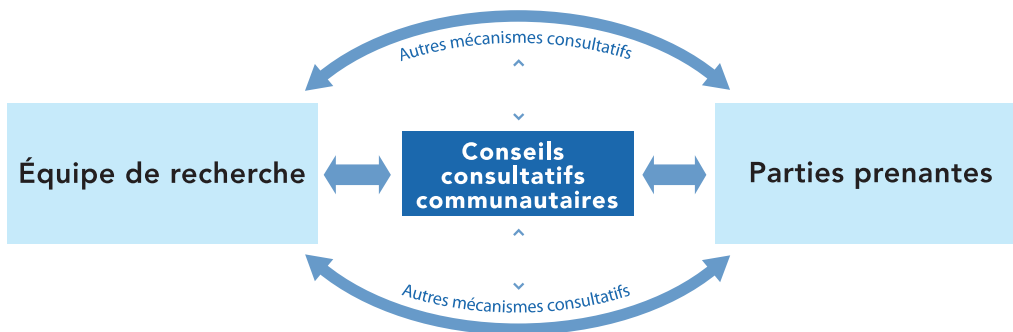 Autres mécanismes consultatifs
Équipe de recherche
Conseils
consultatifs
communautaires
Parties prenantes
Autres mécanismes consultatifs